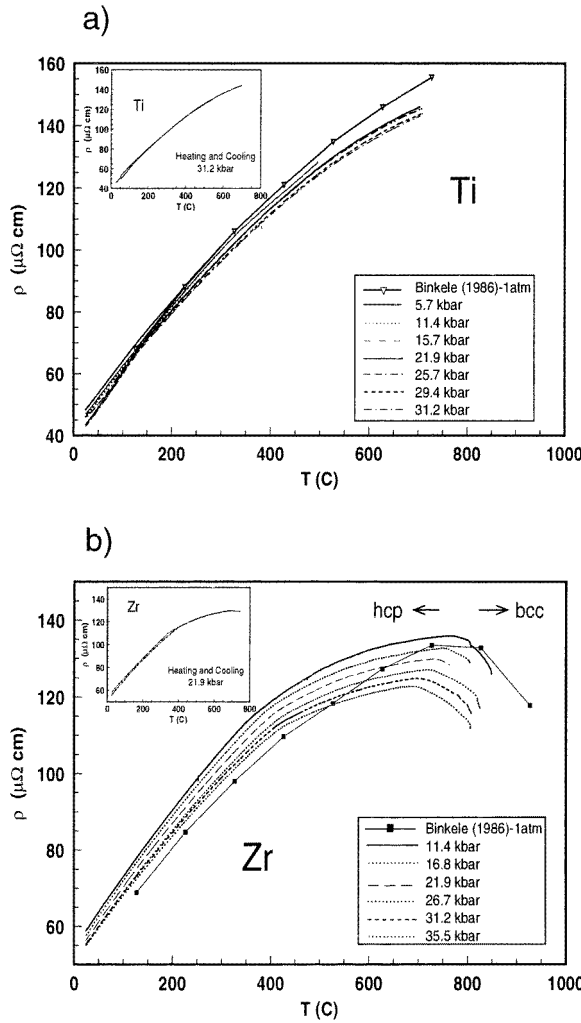 a)
160
140
120
100
80
60
40
ρ (μΩ cm)
160
140
120
100
80
60
40
ρ (μΩ cm)
Ti
Heating and Cooling
31.2 kbar
0 200 400 600 800
T (C)
Ti
Binkele (1986)-1atm
5.7 kbar
11.4 kbar
15.7 kbar
21.9 kbar
25.7 kbar
29.4 kbar
31.2 kbar
0 200 400 600 800 1000
T (C)
b)
140
120
100
80
60
ρ (μΩ cm)
140
120
100
80
60
ρ (μΩ cm)
Zr
Heating and Cooling
21.9 kbar
0 200 400 600 800
T (C)
hcp bcc
Zr
Binkele (1986)-1atm
11.4 kbar
16.8 kbar
21.9 kbar
26.7 kbar
31.2 kbar
35.5 kbar
0 200 400 600 800 1000
T (C)